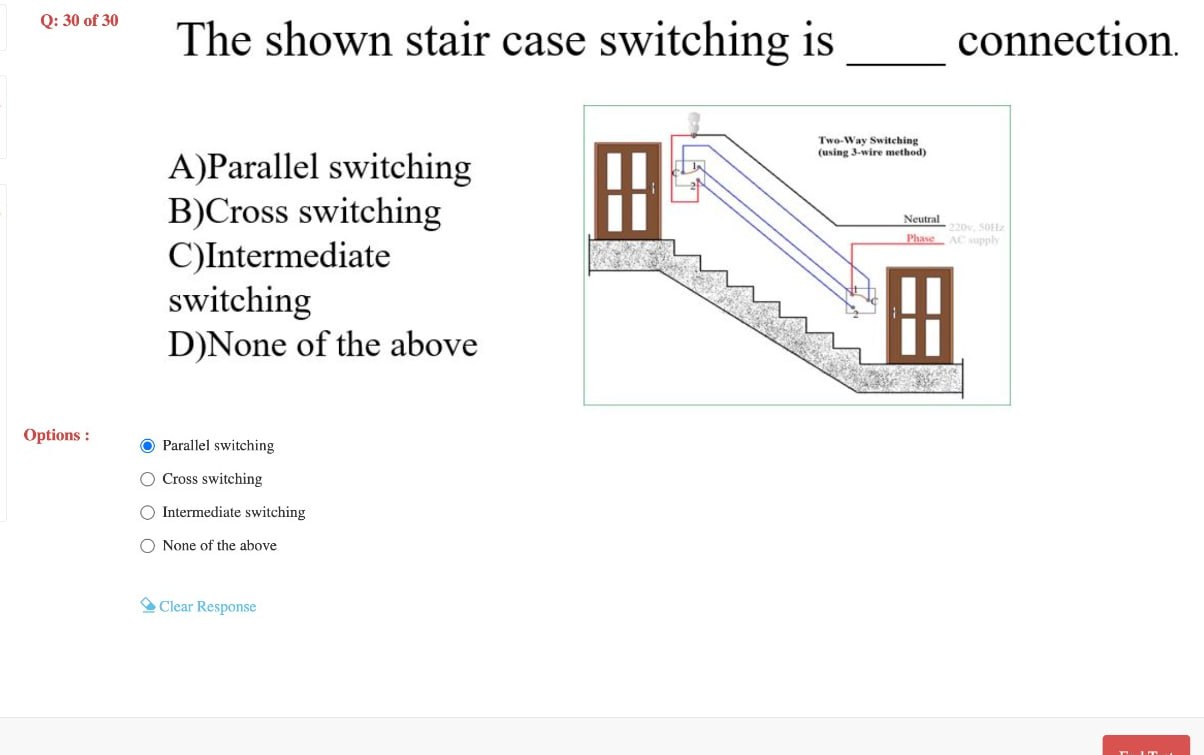 Q: 30 of 30
The shown stair case switching is _____ connection.
A)Parallel switching
B)Cross switching
C)Intermediate
switching
D)None of the above
Two-Way Switching
(using 3-wire method)
C
1
2
Neutral
220v, 50Hz
Phase
AC supply
1
C
2
Options :
Parallel switching
Cross switching
Intermediate switching
None of the above
Clear Response